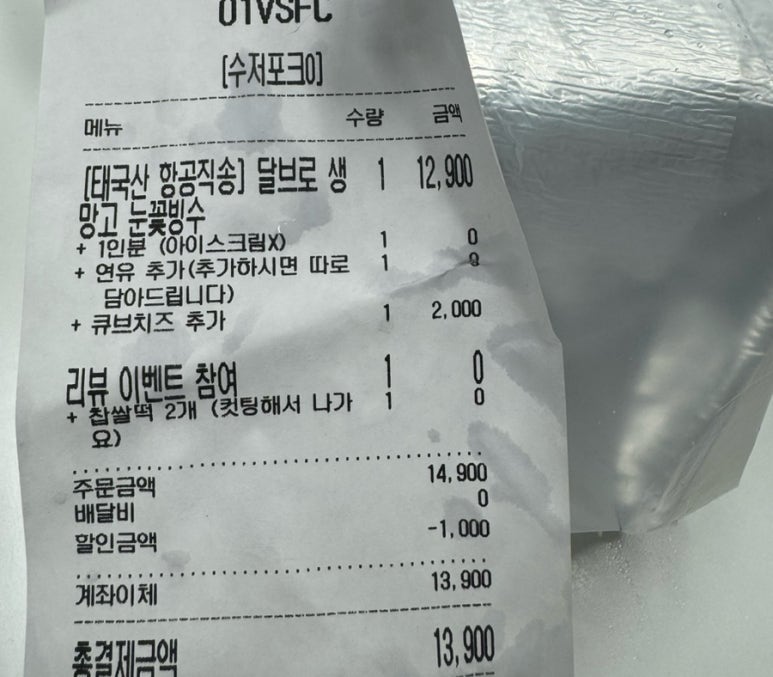 01VSFC
[수저포크0]
메뉴 수량 금액
[태국산 항공직송] 달브로 생 1 12,900
망고 눈꽃빙수
+ 1인분 (아이스크림X) 1 0
+ 연유 추가(추가하시면 따로 1 0
담아드립니다)
+ 큐브치즈 추가 1 2,000
리뷰 이벤트 참여 1 0
+ 찹쌀떡 2개 (컷팅해서 나가 1 0
요)
주문금액 14,900
배달비 0
할인금액 -1,000
계좌이체 13,900
총결제금액 13,900